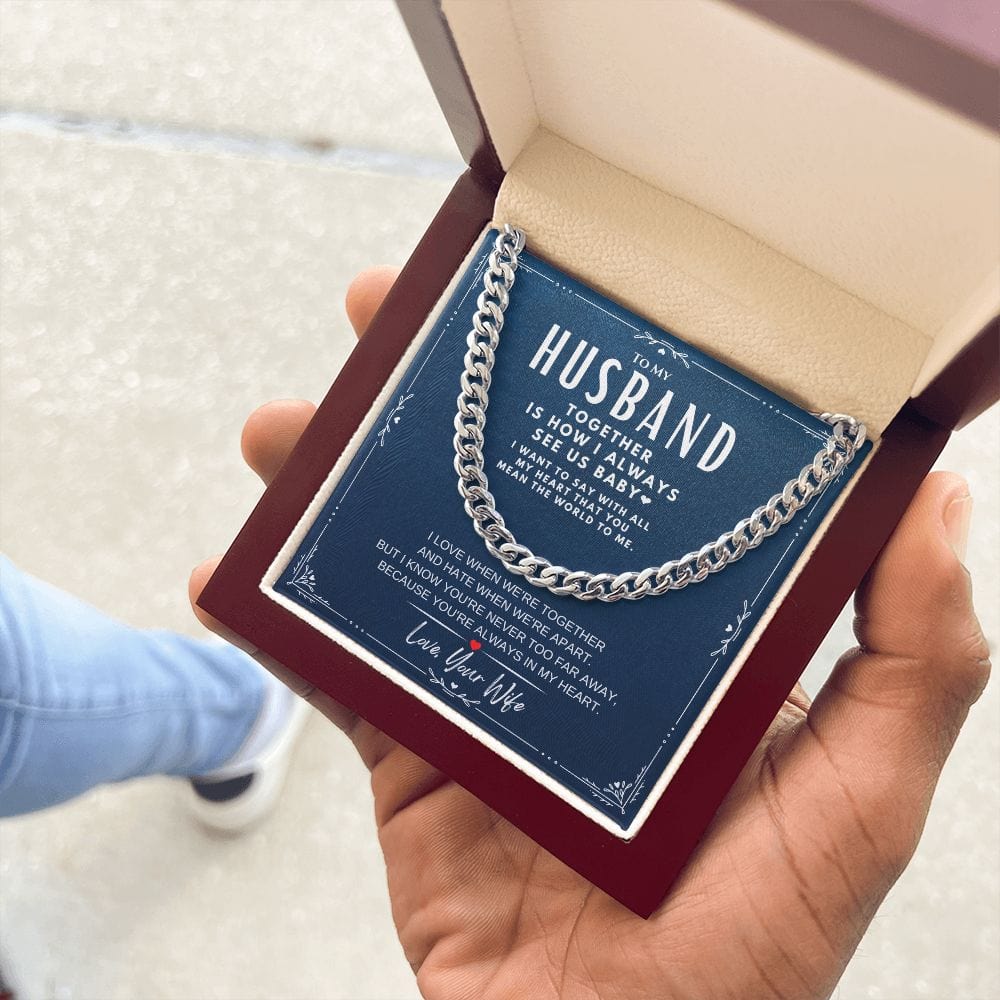 TO MY
HUSBAND
TOGETHER
IS HOW I ALWAYS
SEE US BABY♥
I WANT TO SAY WITH ALL
MY HEART THAT YOU
MEAN THE WORLD TO ME.
I LOVE WHEN WE'RE TOGETHER
AND HATE WHEN WE'RE APART.
BUT I KNOW YOU'RE NEVER TOO FAR AWAY,
BECAUSE YOU'RE ALWAYS IN MY HEART.
Love, Your Wife